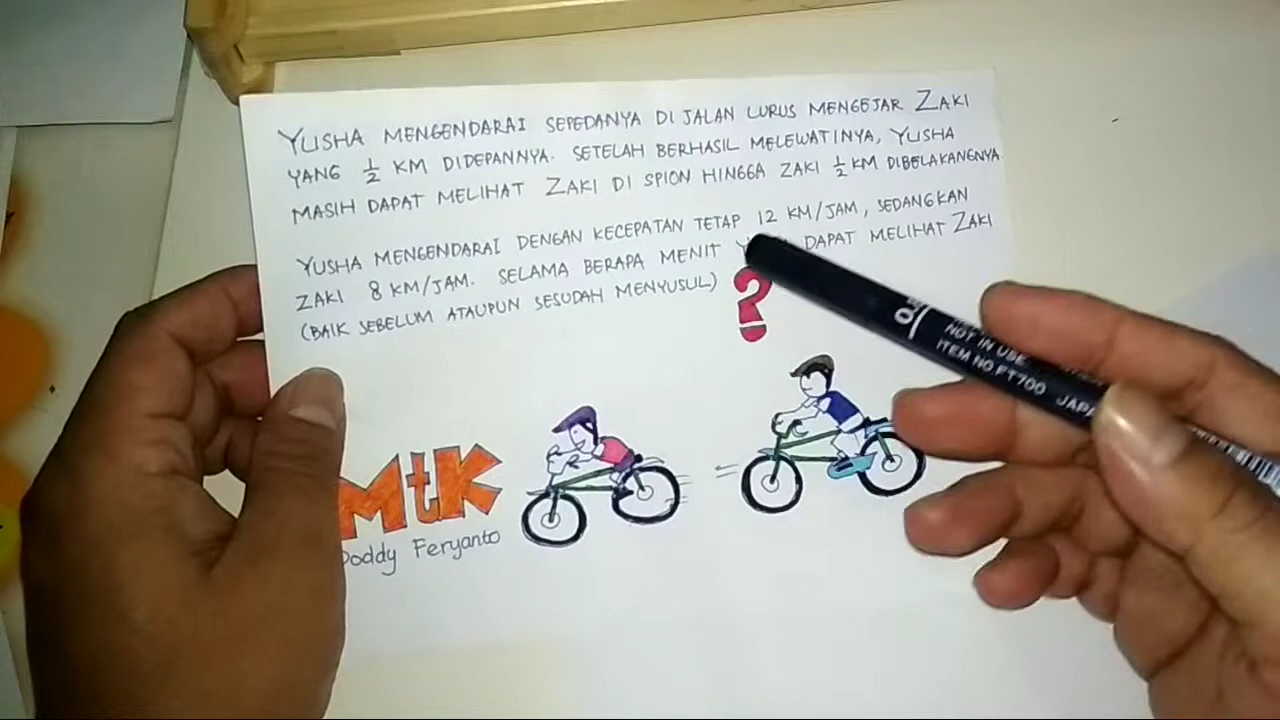 YUSHA MENGENDARAI SEPEDANYA DI JALAN LURUS MENGEJAR ZAKI
YANG 1/2 KM DIDEPANNYA. SETELAH BERHASIL MELEWATINYA, YUSHA
MASIH DAPAT MELIHAT ZAKI DI SPION HINGGA ZAKI 1/2 KM DIBELAKANGNYA.
YUSHA MENGENDARAI DENGAN KECEPATAN TETAP 12 KM/JAM, SEDANGKAN
ZAKI 8 KM/JAM. SELAMA BERAPA MENIT DAPAT MELIHAT ZAKI
(BAIK SEBELUM ATAUPUN SESUDAH MENYUSUL)
?
MtK
Doddy Feryanto
NOT IN USE
ITEM NO.FT700 JAPA